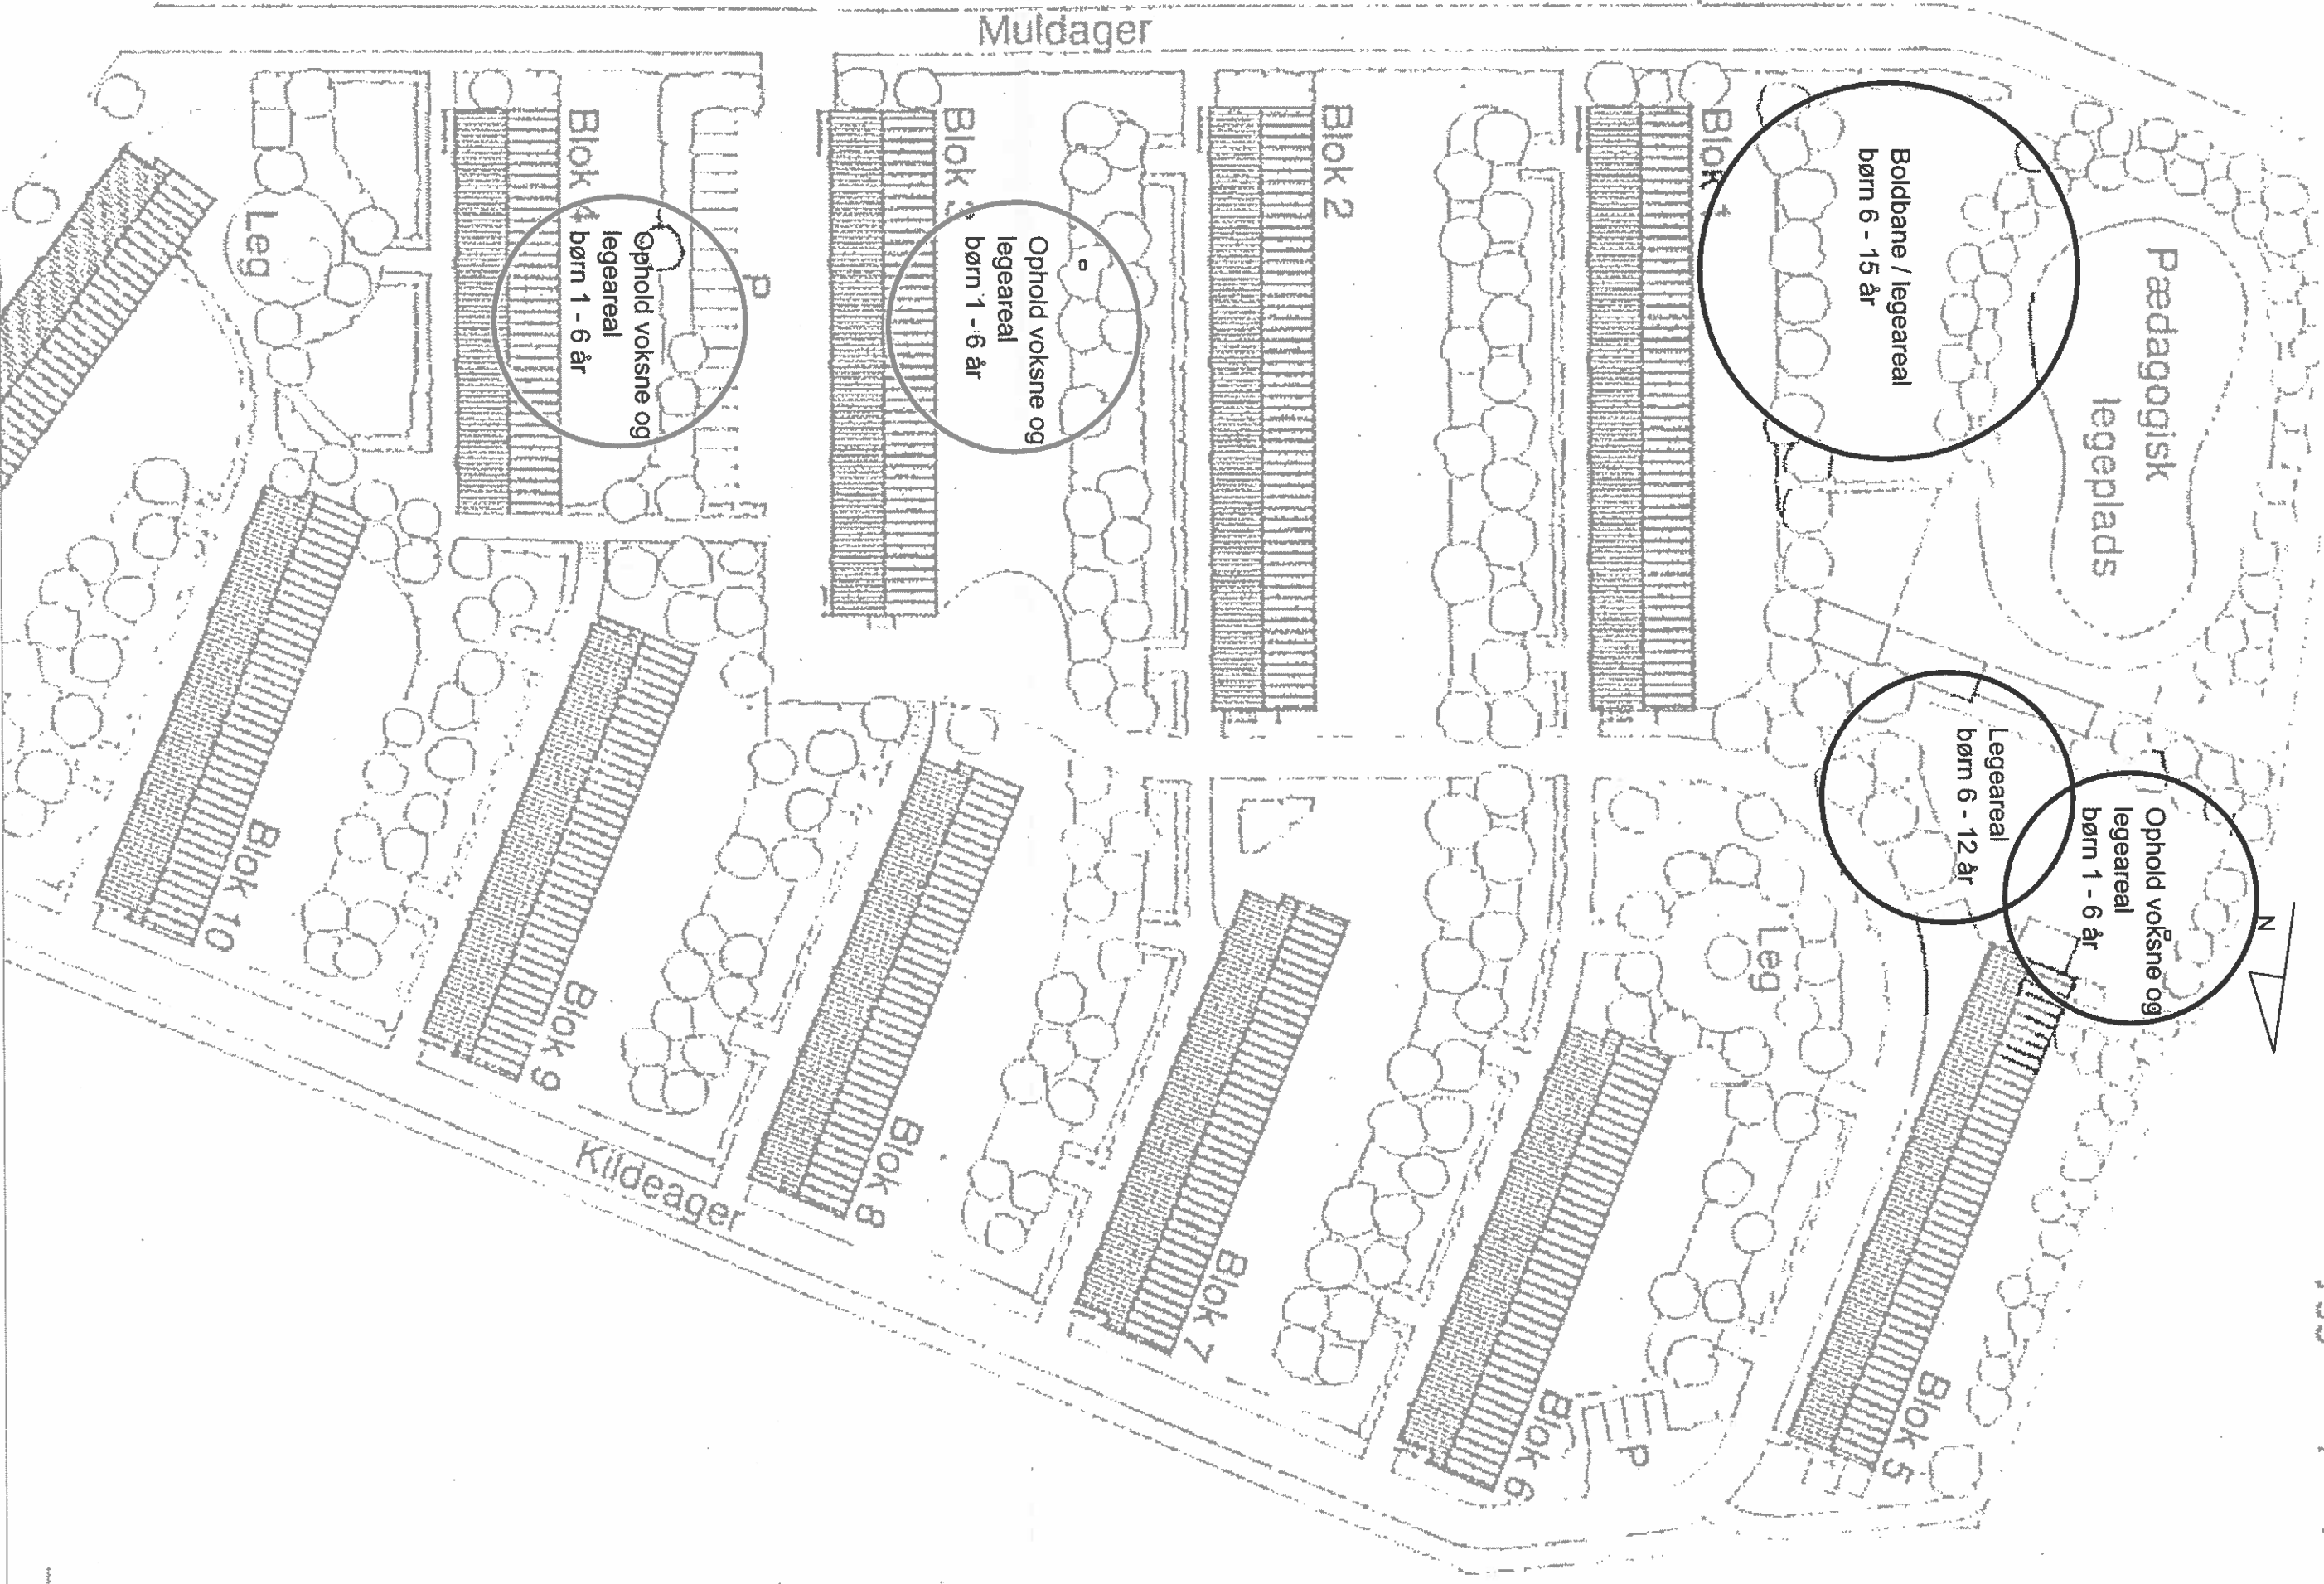 Muldager
Blok 4
Blok 3
Blok 2
Blok 1
Boldbane / legeareal
børn 6 - 15 år
Pædagogisk
legeplads
Leg
P
Ophold voksne og
legeareal
børn 1 - 6 år
Ophold voksne og
legeareal
børn 1 - 6 år
Legeareal
børn 6 - 12 år
Ophold voksne og
legeareal
børn 1 - 6 år
N
Leg
Blok 10
Blok 9
Blok 8
Blok 7
Blok 6
P
Blok 5
Kildeager